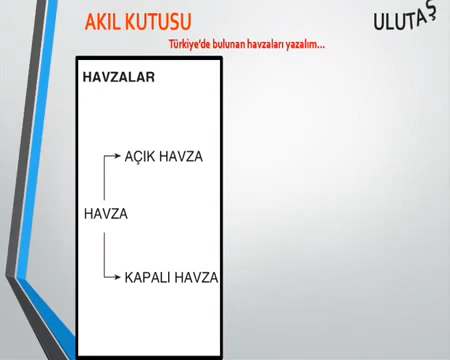 AKIL KUTUSU
ULUTAŞ
Türkiye'de bulunan havzaları yazalım...
HAVZALAR
AÇIK HAVZA
HAVZA
KAPALI HAVZA